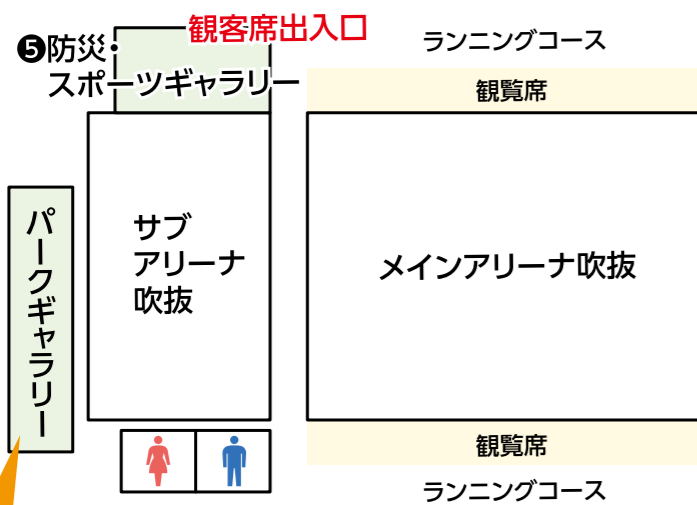 観客席出入口
❺防災・
スポーツギャラリー
ランニングコース
観覧席
パークギャラリー
サブ
アリーナ
吹抜
メインアリーナ吹抜
観覧席
ランニングコース